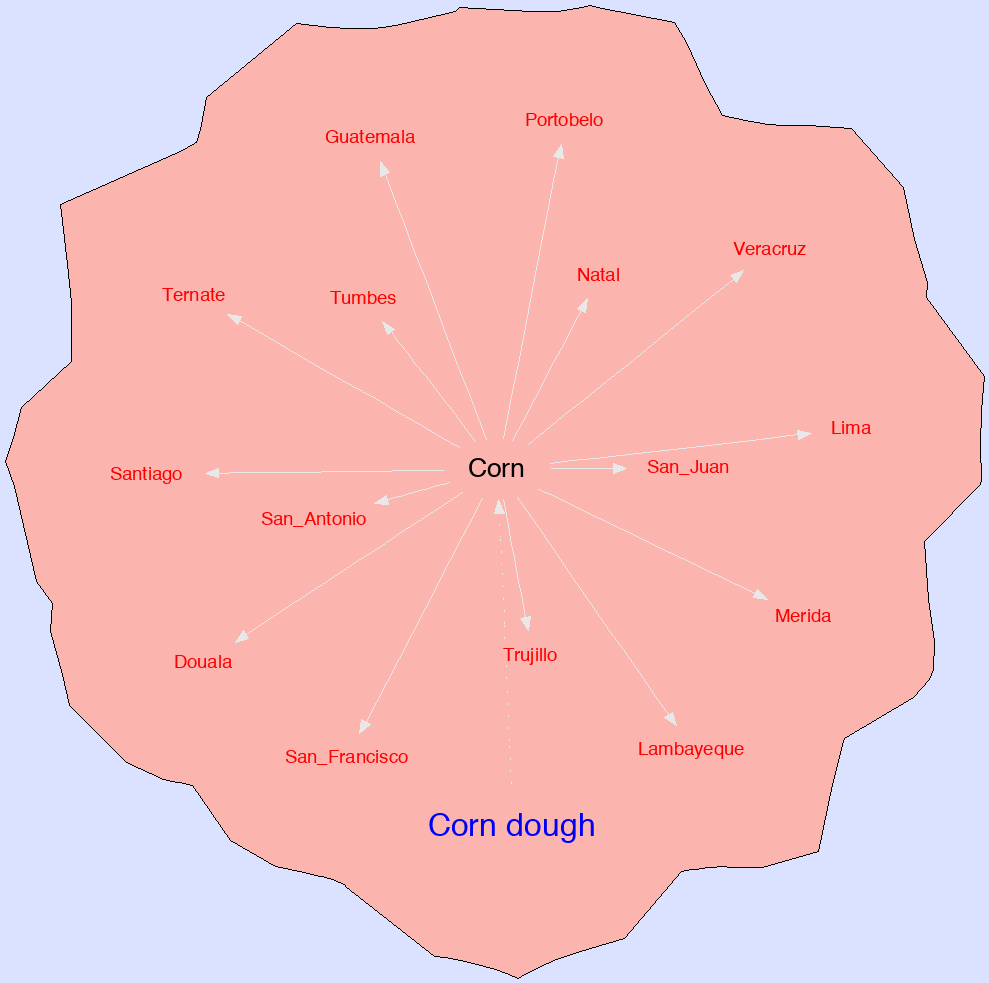 Portobelo
Guatemala
Veracruz
Natal
Ternate
Tumbes
Lima
Corn
San_Juan
Santiago
San_Antonio
Merida
Trujillo
Douala
Lambayeque
San_Francisco
Corn dough